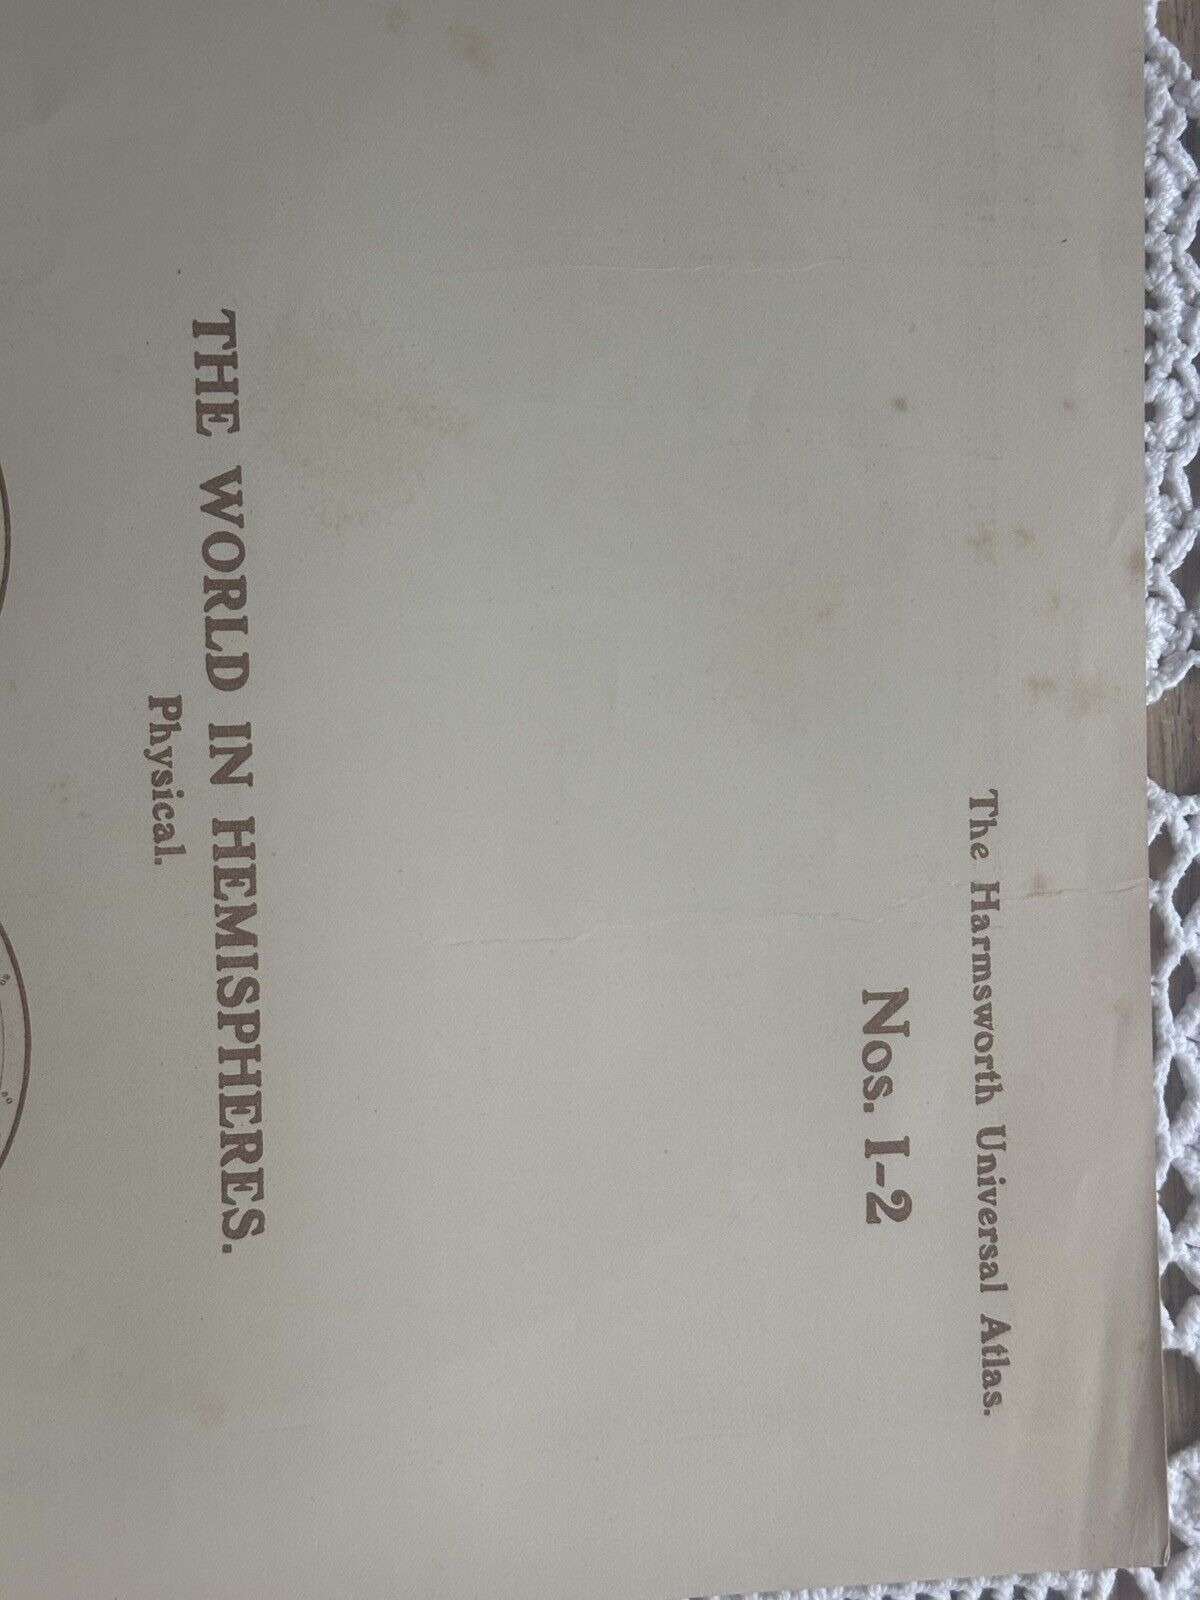 The Harmsworth Universal Atlas.
Nos. 1-2
THE WORLD IN HEMISPHERES.
Physical.